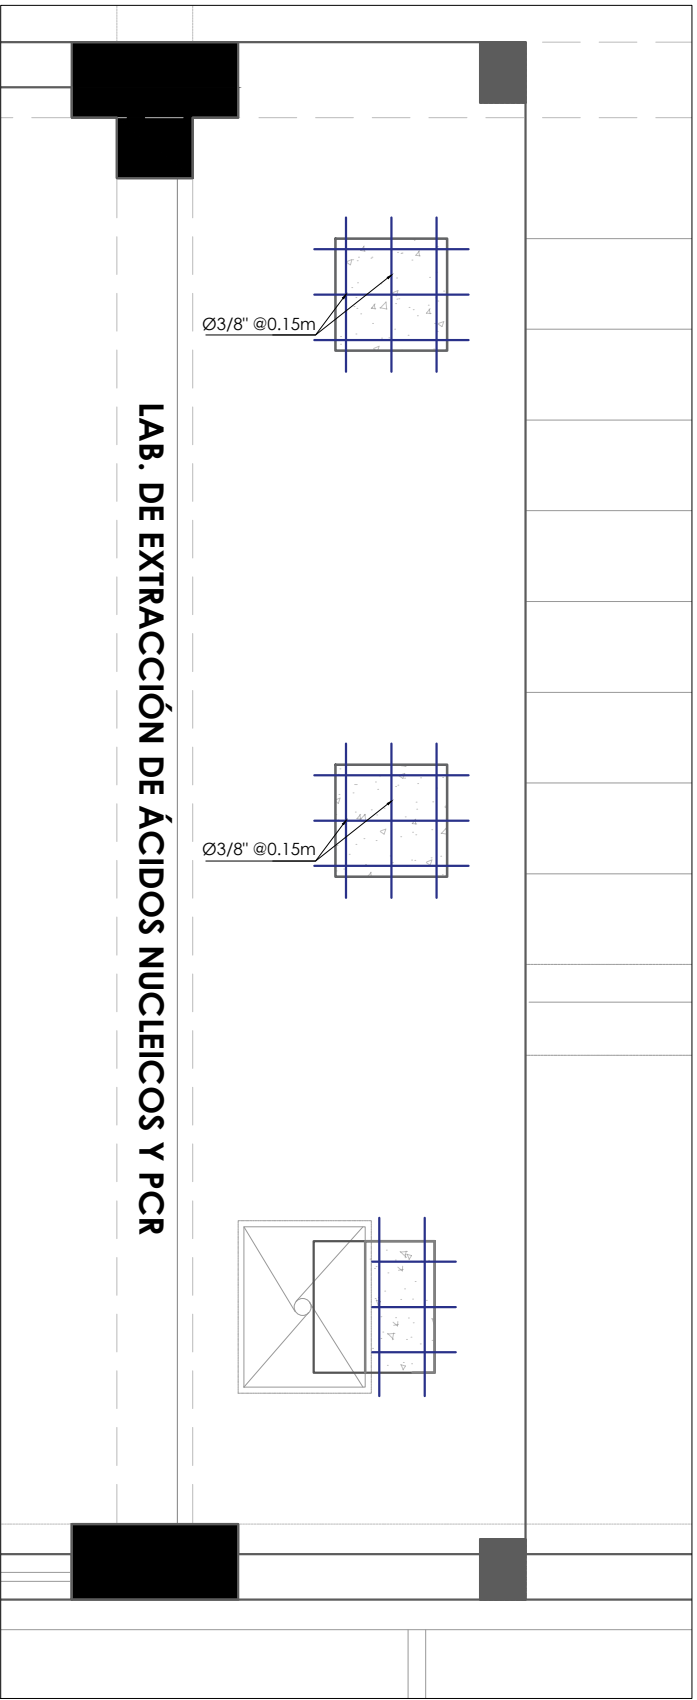 Ø3/8" @0.15m
LAB. DE EXTRACCIÓN DE ÁCIDOS NUCLEICOS Y PCR
Ø3/8" @0.15m